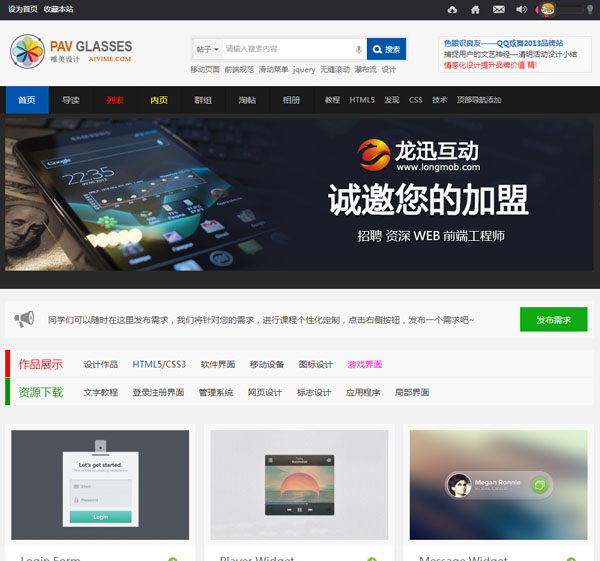 设为首页 收藏本站
PAV GLASSES
唯美设计 AIVIME.COM
帖子 请输入搜索内容 搜索
移动页面 前端规范 滑动菜单 jquery 无缝滚动 瀑布流 设计
色眼识良友——QQ炫舞2013品牌站
捕捉用户的文艺神经—清明活动设计小结
情感化设计提升品牌价值 精!
首页 导读 列表 内页 群组 淘帖 相册 教程 HTML5 发现 CSS 技术 顶部导航添加
Google
22:35
龙迅互动
www.longmob.com
诚邀您的加盟
招聘 资深 WEB 前端工程师
同学们可以随时在这里发布需求，我们将针对您的需求，进行课程个性化定制，点击右侧按钮，发布一个需求吧~ 发布需求
作品展示 设计作品 HTML5/CSS3 软件界面 移动设备 图标设计 游戏界面
资源下载 文字教程 登录注册界面 管理系统 网页设计 标志设计 应用程序 局部界面
Let's get started.
Email
Password
Login
Megan Ronnie
Login Form Player Widget Message Widget